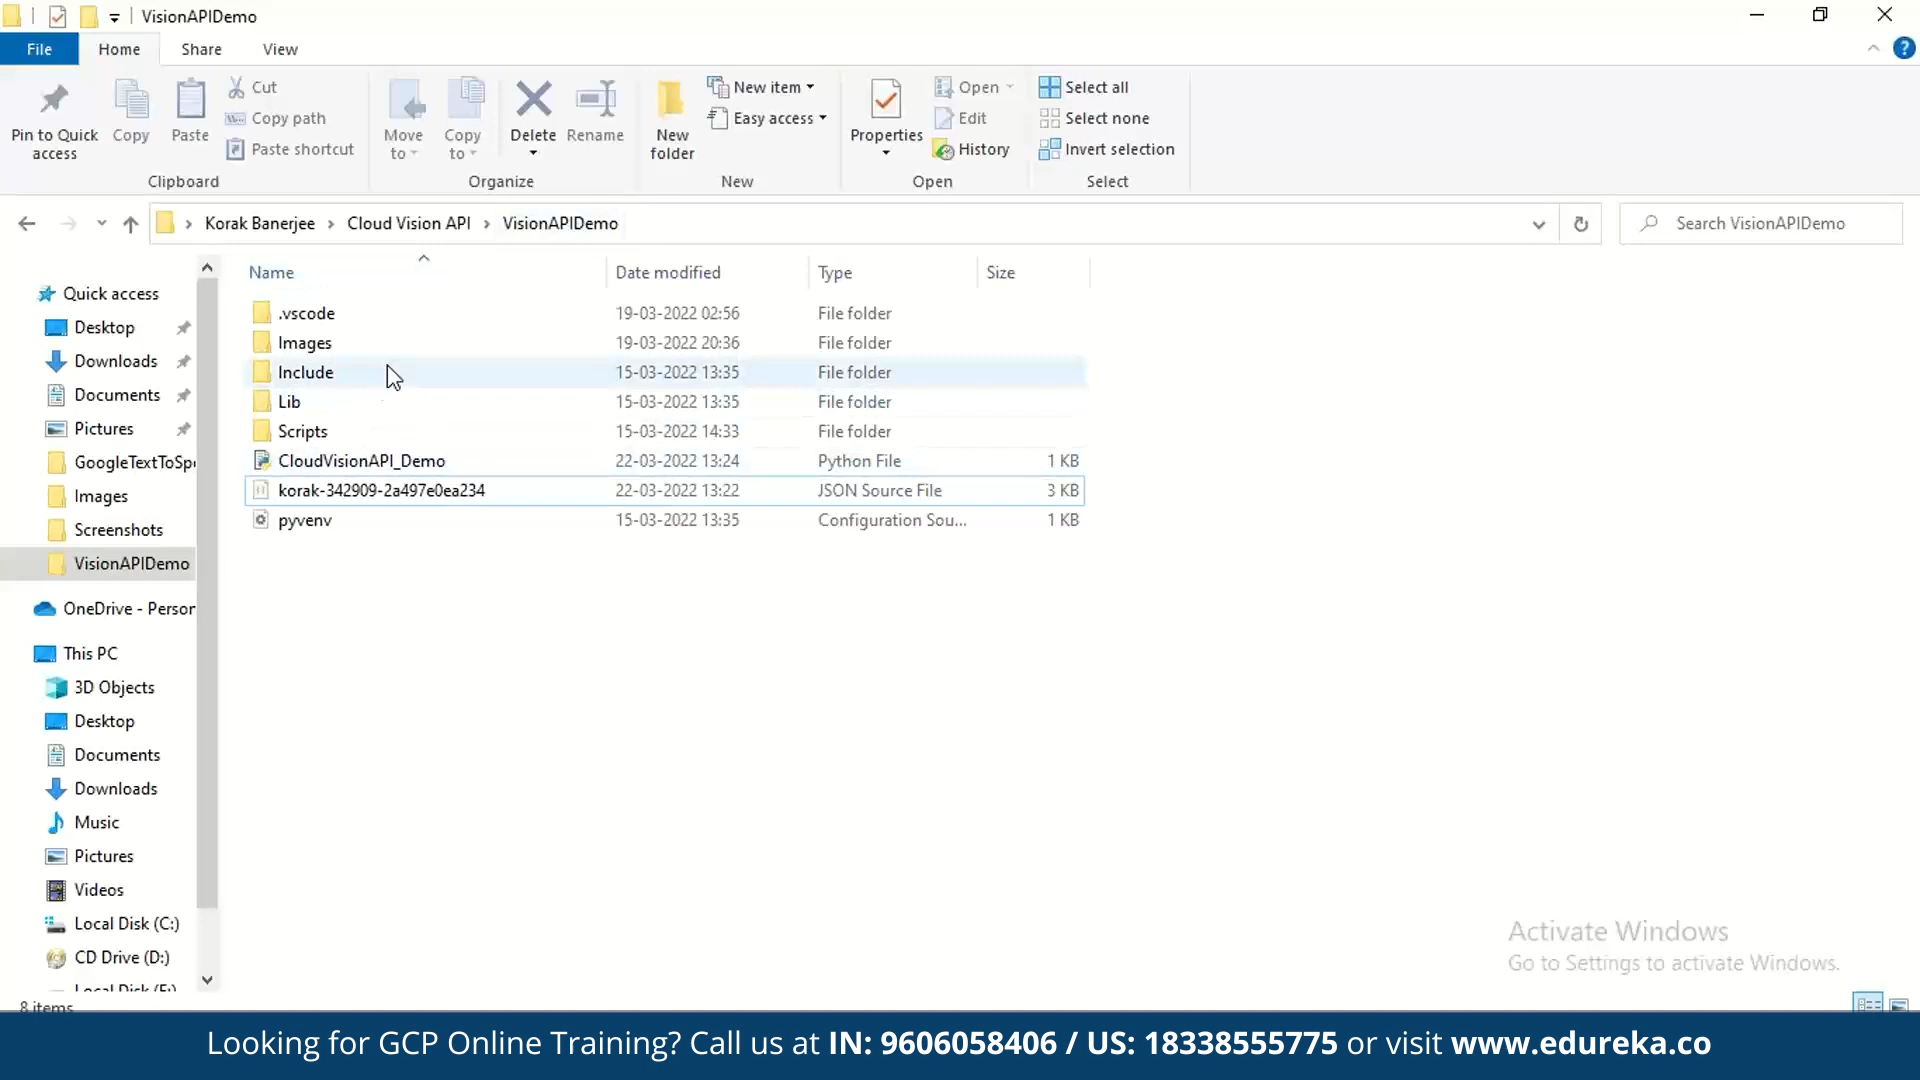 VisionAPIDemo
File Home Share View
Pin to Quick access
Copy
Paste
Cut
Copy path
Paste shortcut
Clipboard
Move to
Copy to
Delete
Rename
Organize
New folder
New item
Easy access
New
Properties
Open
Edit
History
Open
Select all
Select none
Invert selection
Select
Korak Banerjee › Cloud Vision API › VisionAPIDemo
Search VisionAPIDemo
Quick access
Desktop
Downloads
Documents
Pictures
GoogleTextToSp
Images
Screenshots
VisionAPIDemo
OneDrive - Person
This PC
3D Objects
Desktop
Documents
Downloads
Music
Pictures
Videos
Local Disk (C:)
CD Drive (D:)
Name Date modified Type Size
.vscode 19-03-2022 02:56 File folder
Images 19-03-2022 20:36 File folder
Include 15-03-2022 13:35 File folder
Lib 15-03-2022 13:35 File folder
Scripts 15-03-2022 14:33 File folder
CloudVisionAPI_Demo 22-03-2022 13:24 Python File 1 KB
korak-342909-2a497e0ea234 22-03-2022 13:22 JSON Source File 3 KB
pyvenv 15-03-2022 13:35 Configuration Sou... 1 KB
Activate Windows
Go to Settings to activate Windows.
8 items
Looking for GCP Online Training? Call us at IN: 9606058406 / US: 18338555775 or visit www.edureka.co